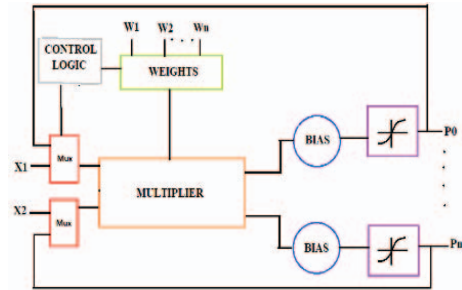 W1 W2 . . . Wn
CONTROL LOGIC
WEIGHTS
BIAS
P0
X1
Mux
MULTIPLIER
X2
Mux
BIAS
Pn